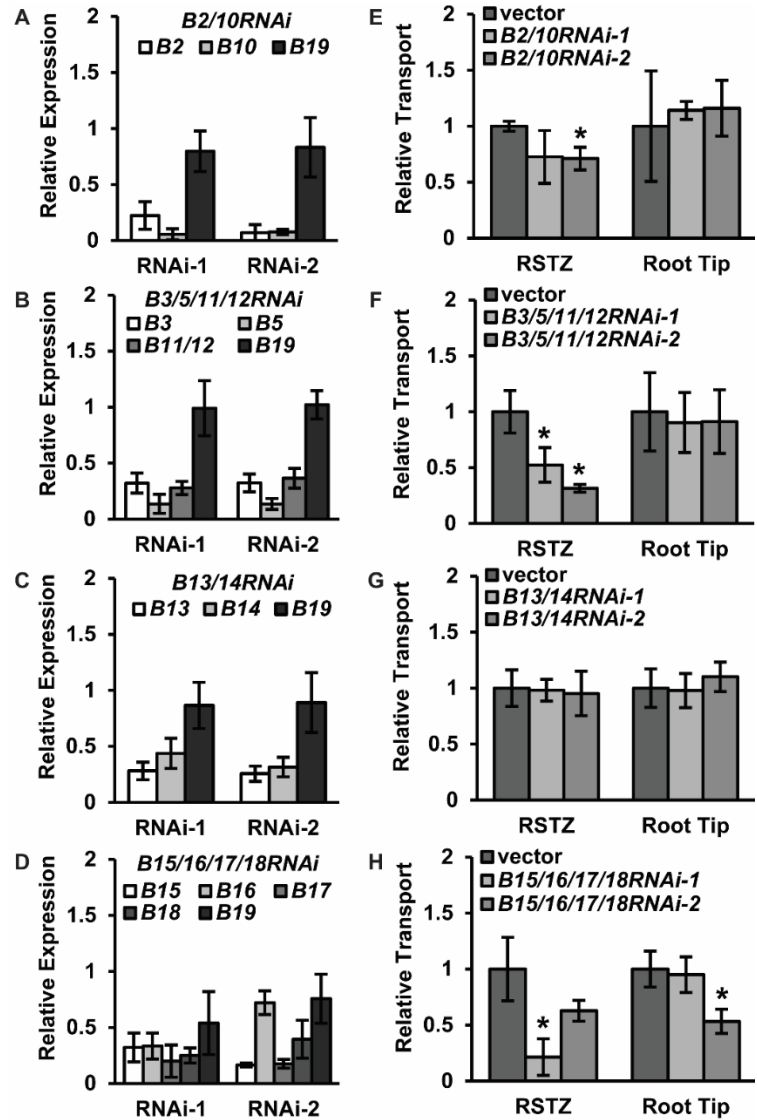 A
B2/10RNAi
B2 B10 B19
Relative Expression
2
1.5
1
0.5
0
RNAi-1 RNAi-2
E
vector
B2/10RNAi-1
B2/10RNAi-2
Relative Transport
2
1.5
1
0.5
0
*
RSTZ Root Tip
B
B3/5/11/12RNAi
B3 B5
B11/12 B19
Relative Expression
2
1.5
1
0.5
0
RNAi-1 RNAi-2
F
vector
B3/5/11/12RNAi-1
B3/5/11/12RNAi-2
Relative Transport
2
1.5
1
0.5
0
* *
RSTZ Root Tip
C
B13/14RNAi
B13 B14 B19
Relative Expression
2
1.5
1
0.5
0
RNAi-1 RNAi-2
G
vector
B13/14RNAi-1
B13/14RNAi-2
Relative Transport
2
1.5
1
0.5
0
RSTZ Root Tip
D
B15/16/17/18RNAi
B15 B16 B17
B18 B19
Relative Expression
2
1.5
1
0.5
0
RNAi-1 RNAi-2
H
vector
B15/16/17/18RNAi-1
B15/16/17/18RNAi-2
Relative Transport
2
1.5
1
0.5
0
* *
RSTZ Root Tip